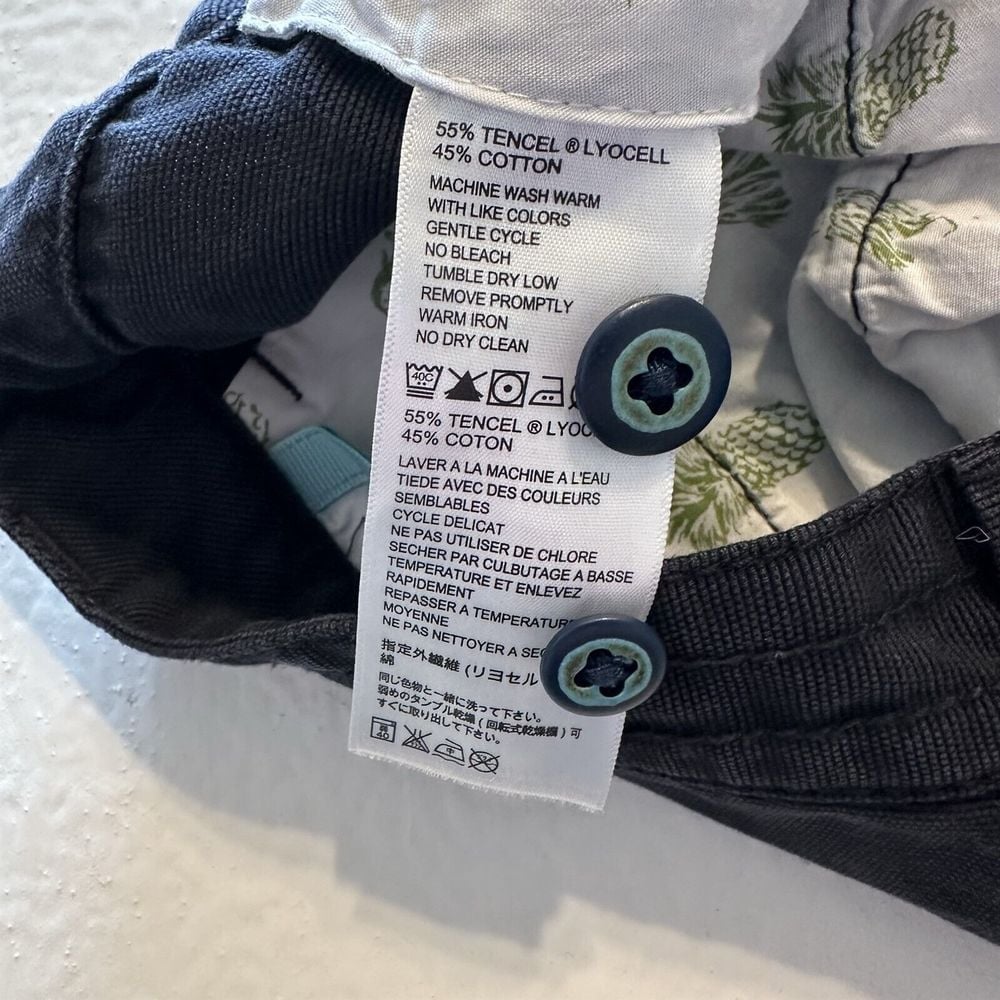 55% TENCEL ® LYOCELL
45% COTTON
MACHINE WASH WARM
WITH LIKE COLORS
GENTLE CYCLE
NO BLEACH
TUMBLE DRY LOW
REMOVE PROMPTLY
WARM IRON
NO DRY CLEAN
40C
55% TENCEL ® LYOC
45% COTON
LAVER A LA MACHINE A L'EAU
TIEDE AVEC DES COULEURS
SEMBLABLES
CYCLE DELICAT
NE PAS UTILISER DE CHLORE
SECHER PAR CULBUTAGE A BASSE
TEMPERATURE ET ENLEVEZ
RAPIDEMENT
REPASSER A TEMPERATUR
MOYENNE
NE PAS NETTOYER A SEC
指定外繊維 (リヨセル
綿
同じ色物と一緒に洗って下さい。
弱めのタンブル乾燥 ( 回転式乾燥機 ) 可
すぐに取り出して下さい。
40 中